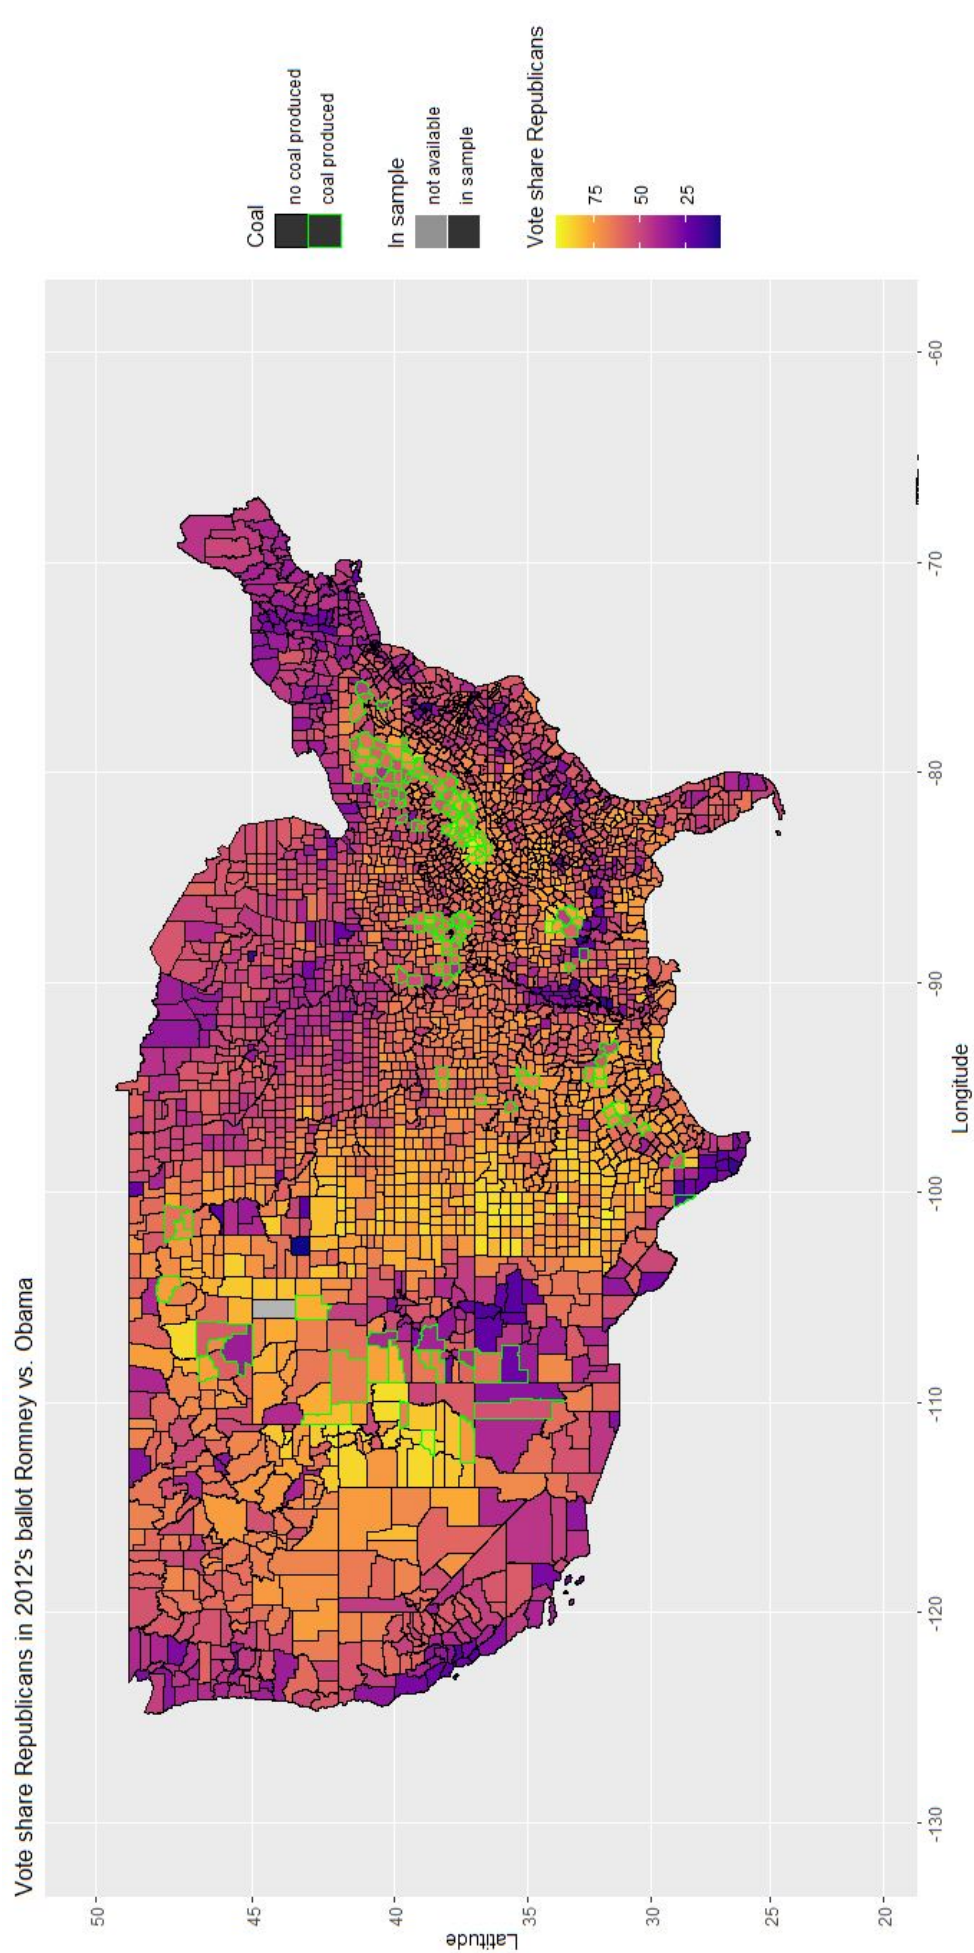 Vote share Republicans in 2012's ballot Romney vs. Obama
50
45
40
35
30
25
20
Latitude
-130
-120
-110
-100
-90
-80
-70
-60
Longitude
Coal
no coal produced
coal produced
In sample
not available
in sample
Vote share Republicans
75
50
25